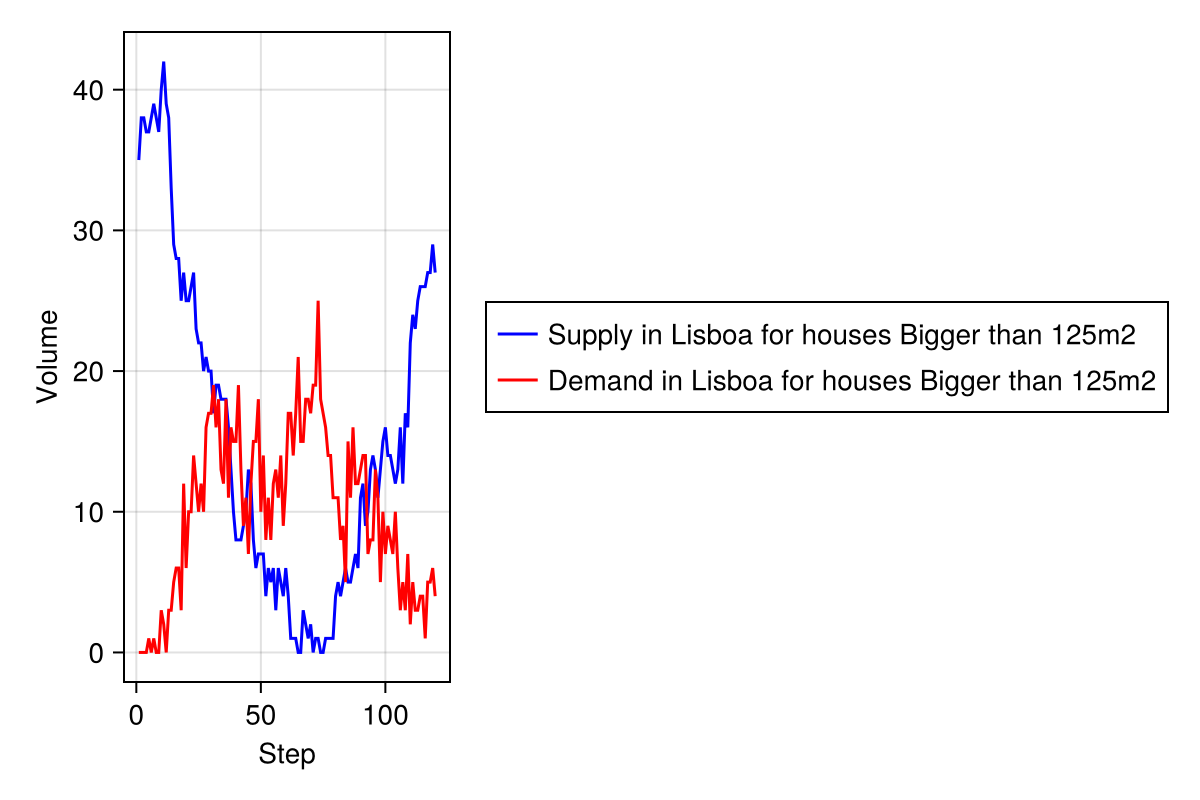 40
30
20
10
0
Volume
0 50 100
Step
Supply in Lisboa for houses Bigger than 125m2
Demand in Lisboa for houses Bigger than 125m2